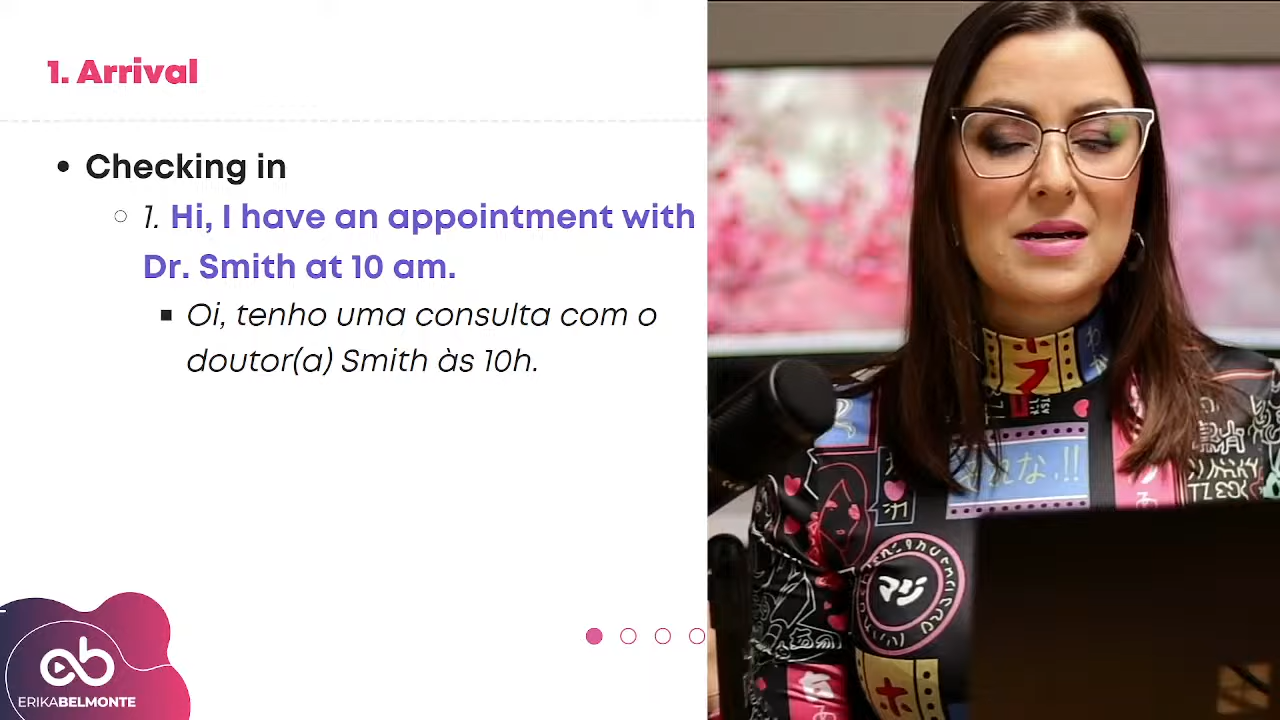 1. Arrival
• Checking in
○ 1. Hi, I have an appointment with
Dr. Smith at 10 am.
■ Oi, tenho uma consulta com o
doutor(a) Smith às 10h.
eb
ERIKABELMONTE